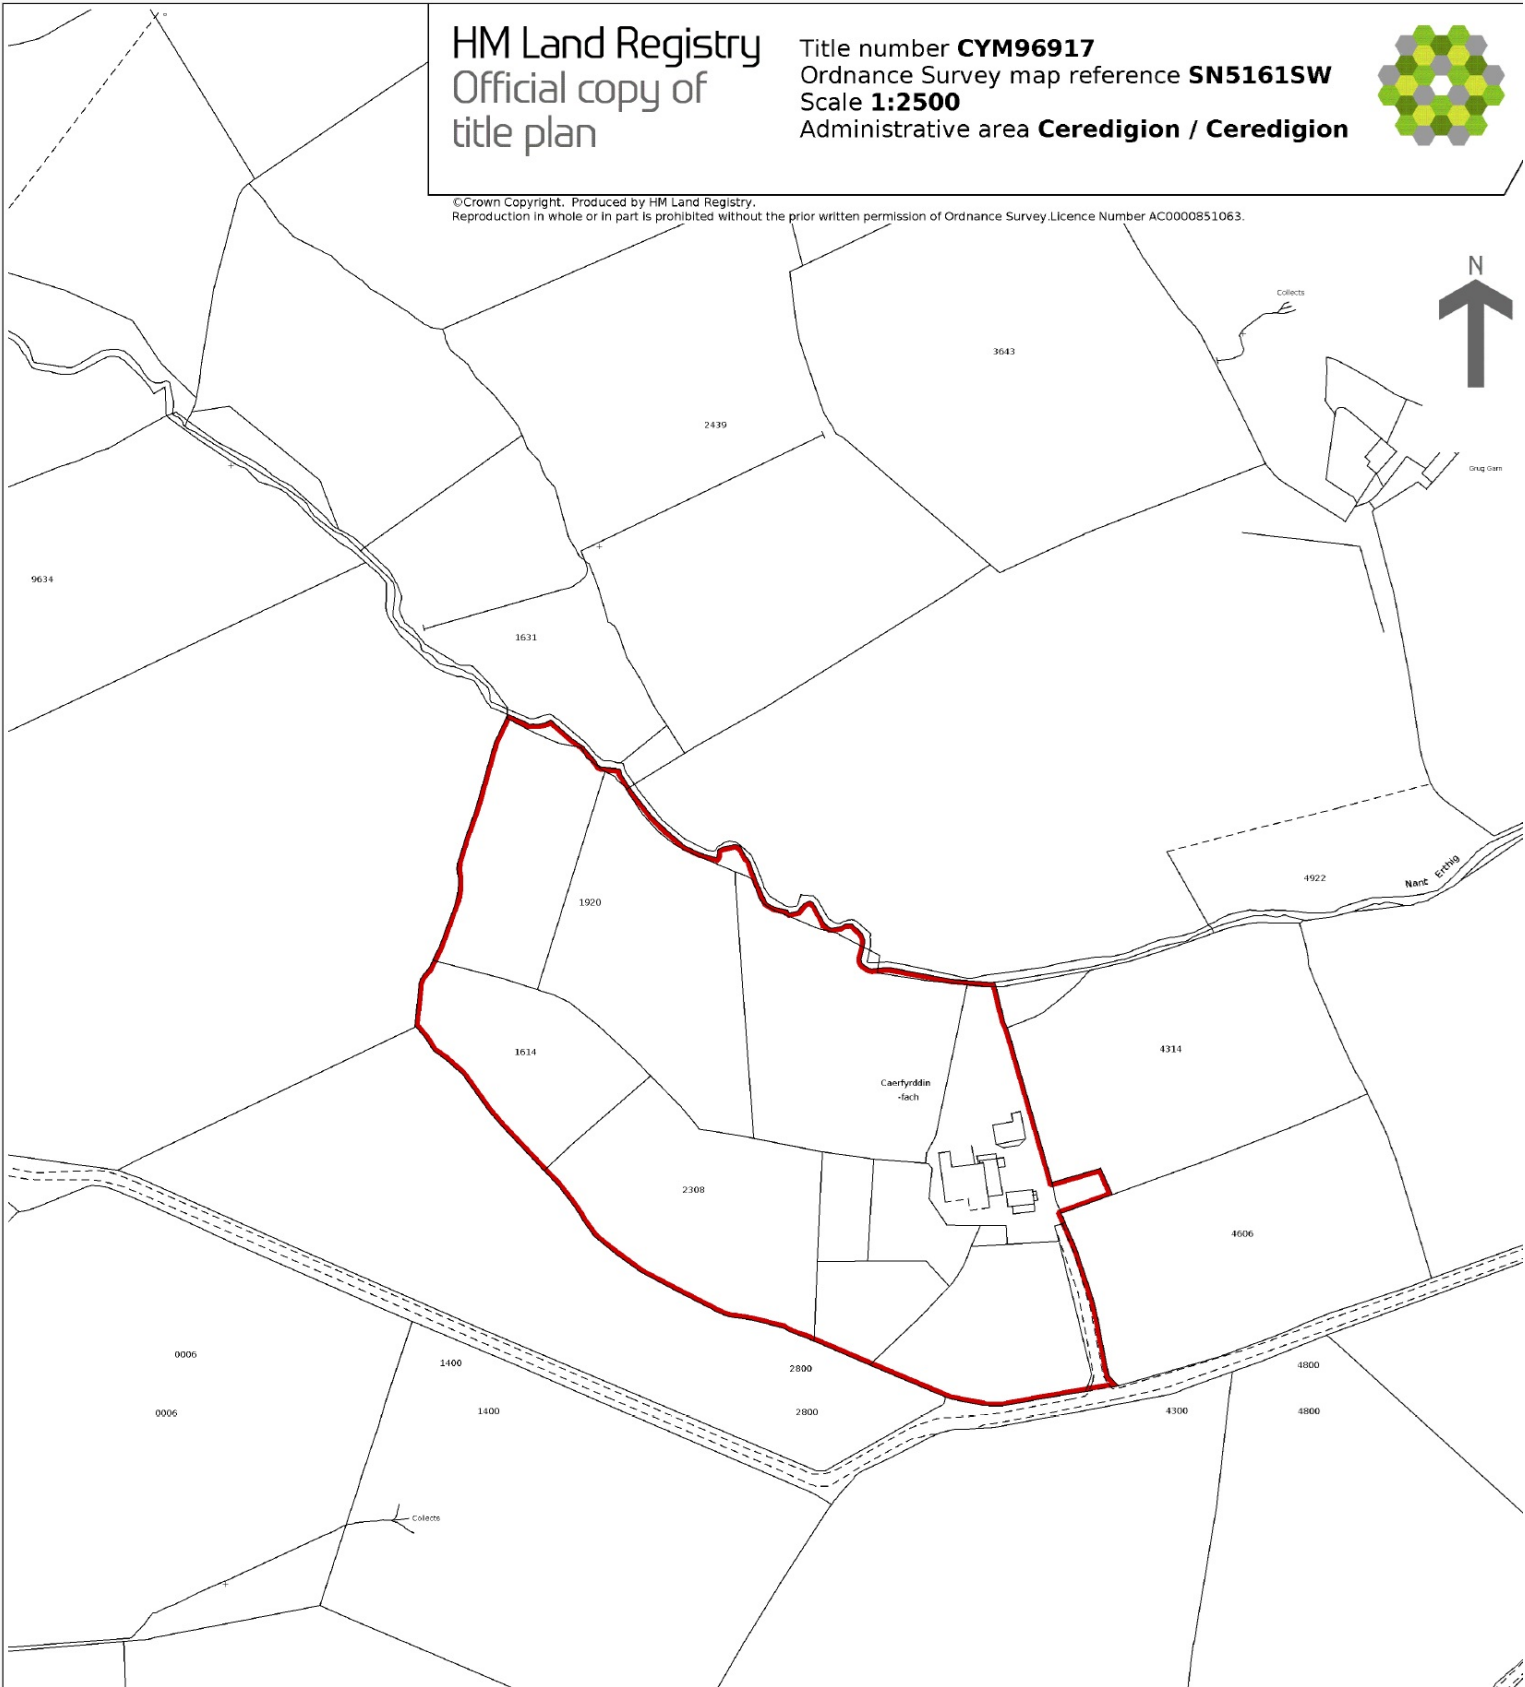 HM Land Registry
Official copy of
title plan
Title number CYM96917
Ordnance Survey map reference SN5161SW
Scale 1:2500
Administrative area Ceredigion / Ceredigion
©Crown Copyright. Produced by HM Land Registry.
Reproduction in whole or in part is prohibited without the prior written permission of Ordnance Survey.Licence Number AC0000851063.
N
Collects
3643
2439
Grug Gam
9634
1631
4922
Nant Erthig
1920
1614
4314
Caerfyrddin
-fach
2308
4606
0006
1400
2800
4800
0006
1400
2800
4300
4800
Collects